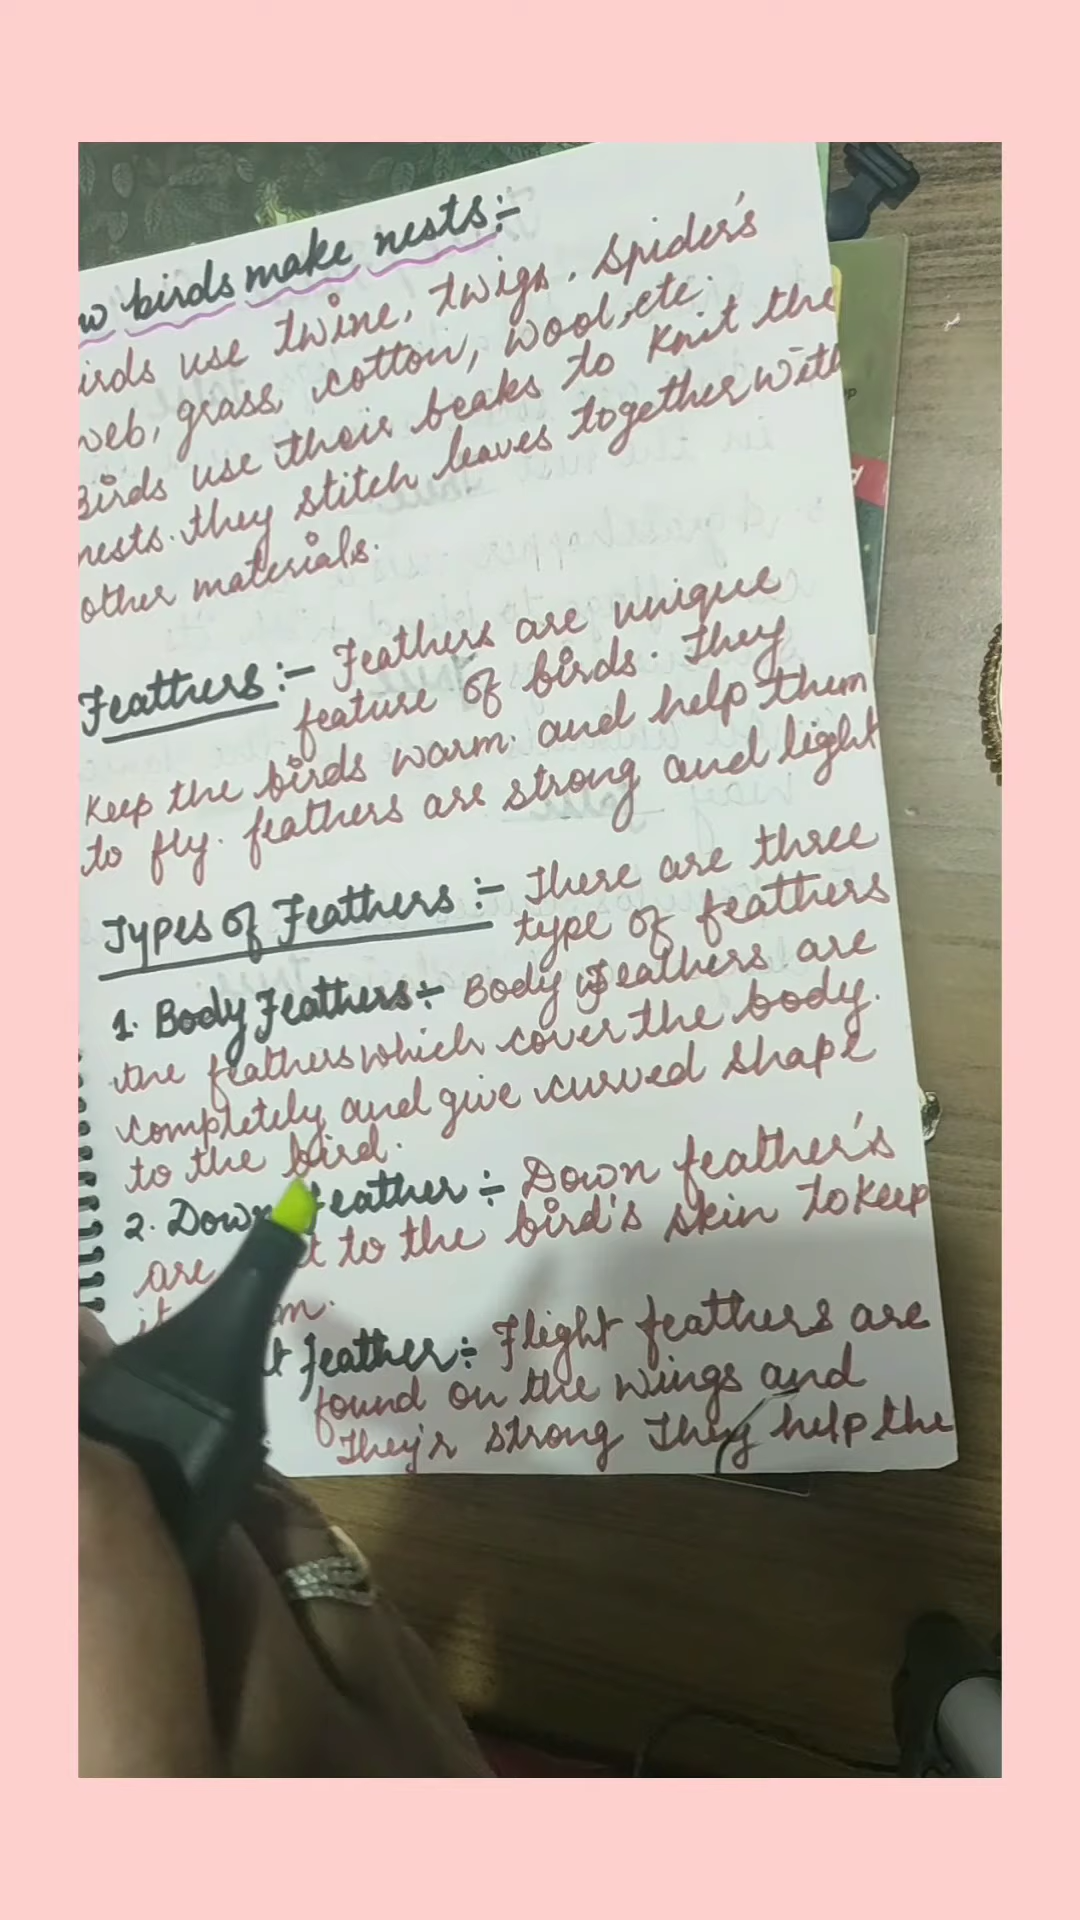 birds make nests:-
use twine, twigs. Spider's
web, grass, cotton, wool, etc.
Birds use their beaks to knit the
nests. they stitch leaves together with
other materials.
Feathers :- Feathers are unique
feature of birds. They
keep the birds warm. and help them
to fly. feathers are strong and light
Types of Feathers :- There are three
type of feathers
1. Body Feathers:- Body feathers are
the feathers which cover the body.
completely and give curved shape
to the bird.
2. Down feather :- Down feather's
are to the bird's skin to keep
feather:- Flight feathers are
found on the wings and
They'r strong They help the